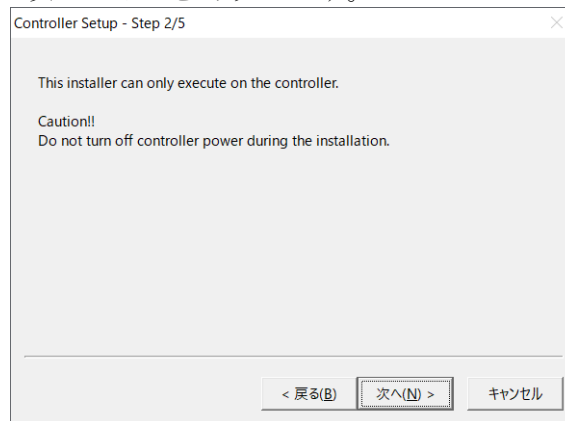 Controller Setup - Step 2/5
This installer can only execute on the controller.
Caution!!
Do not turn off controller power during the installation.
< 戻る(B)
次へ(N) >
キャンセル